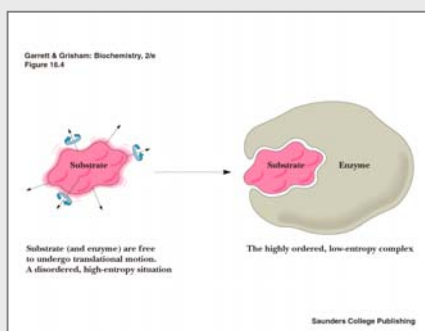 Garrett & Grisham: Biochemistry, 2/e
Figure 16.4
Substrate
Substrate
Enzyme
Substrate (and enzyme) are free
to undergo translational motion.
A disordered, high-entropy situation
The highly ordered, low-entropy complex
Saunders College Publishing